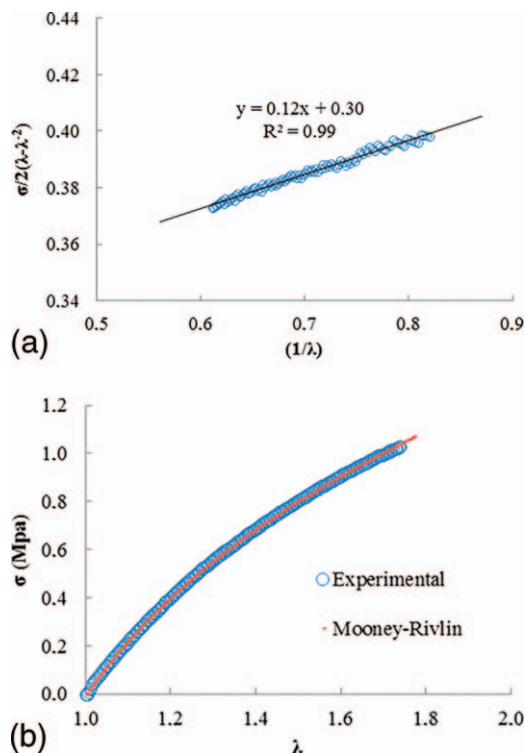 0.44
0.42
y = 0.12x + 0.30
R² = 0.99
0.40
σ/2(λ-λ⁻²)
0.38
0.36
0.34
0.5 0.6 0.7 0.8 0.9
(a) (1/λ)
1.2
1.0
0.8
σ (Mpa)
0.6
Experimental
0.4
Mooney-Rivlin
0.2
0.0
1.0 1.2 1.4 1.6 1.8 2.0
(b) λ